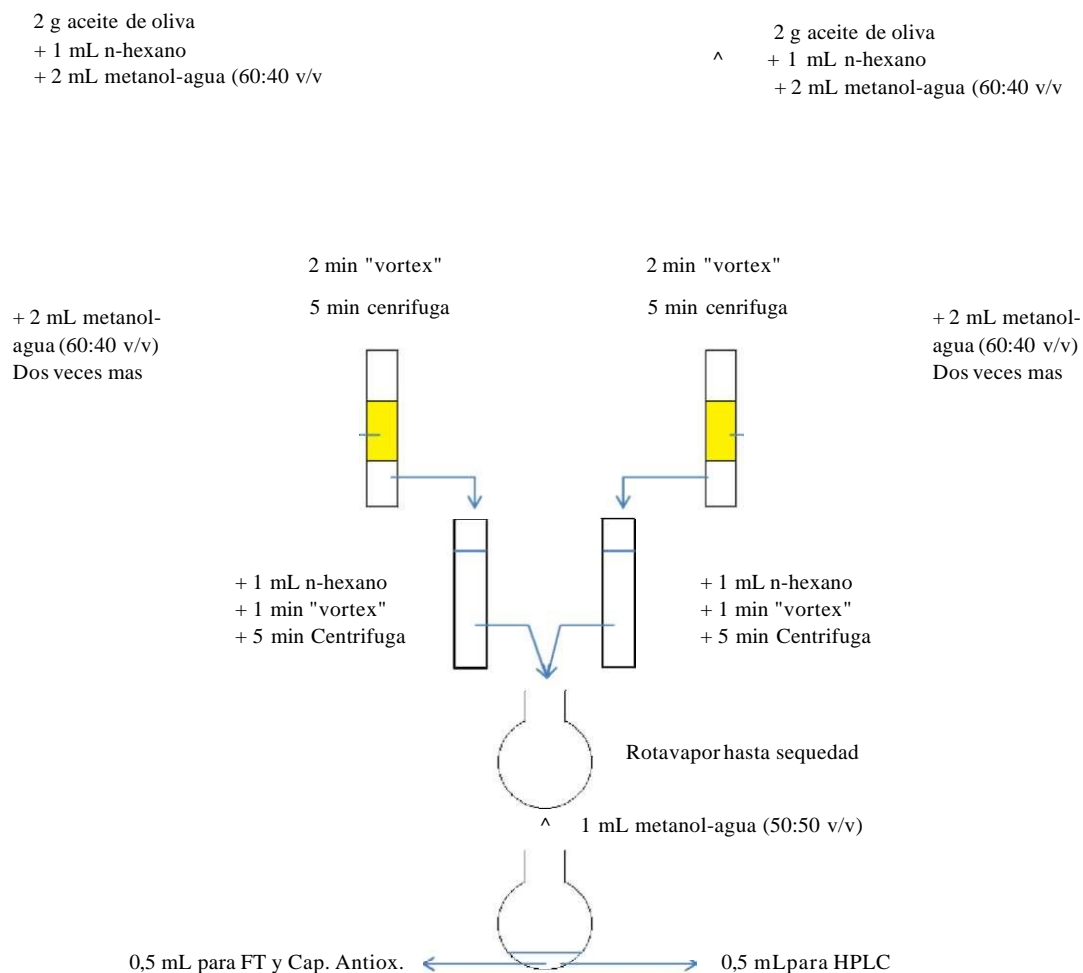 2 g aceite de oliva
+ 1 mL n-hexano
+ 2 mL metanol-agua (60:40 v/v
2 g aceite de oliva
^ + 1 mL n-hexano
+ 2 mL metanol-agua (60:40 v/v
2 min "vortex"
5 min cenrifuga
2 min "vortex"
5 min cenrifuga
+ 2 mL metanol-
agua (60:40 v/v)
Dos veces mas
+ 2 mL metanol-
agua (60:40 v/v)
Dos veces mas
+ 1 mL n-hexano
+ 1 min "vortex"
+ 5 min Centrifuga
+ 1 mL n-hexano
+ 1 min "vortex"
+ 5 min Centrifuga
Rotavapor hasta sequedad
^ 1 mL metanol-agua (50:50 v/v)
0,5 mL para FT y Cap. Antiox.
0,5 mLpara HPLC